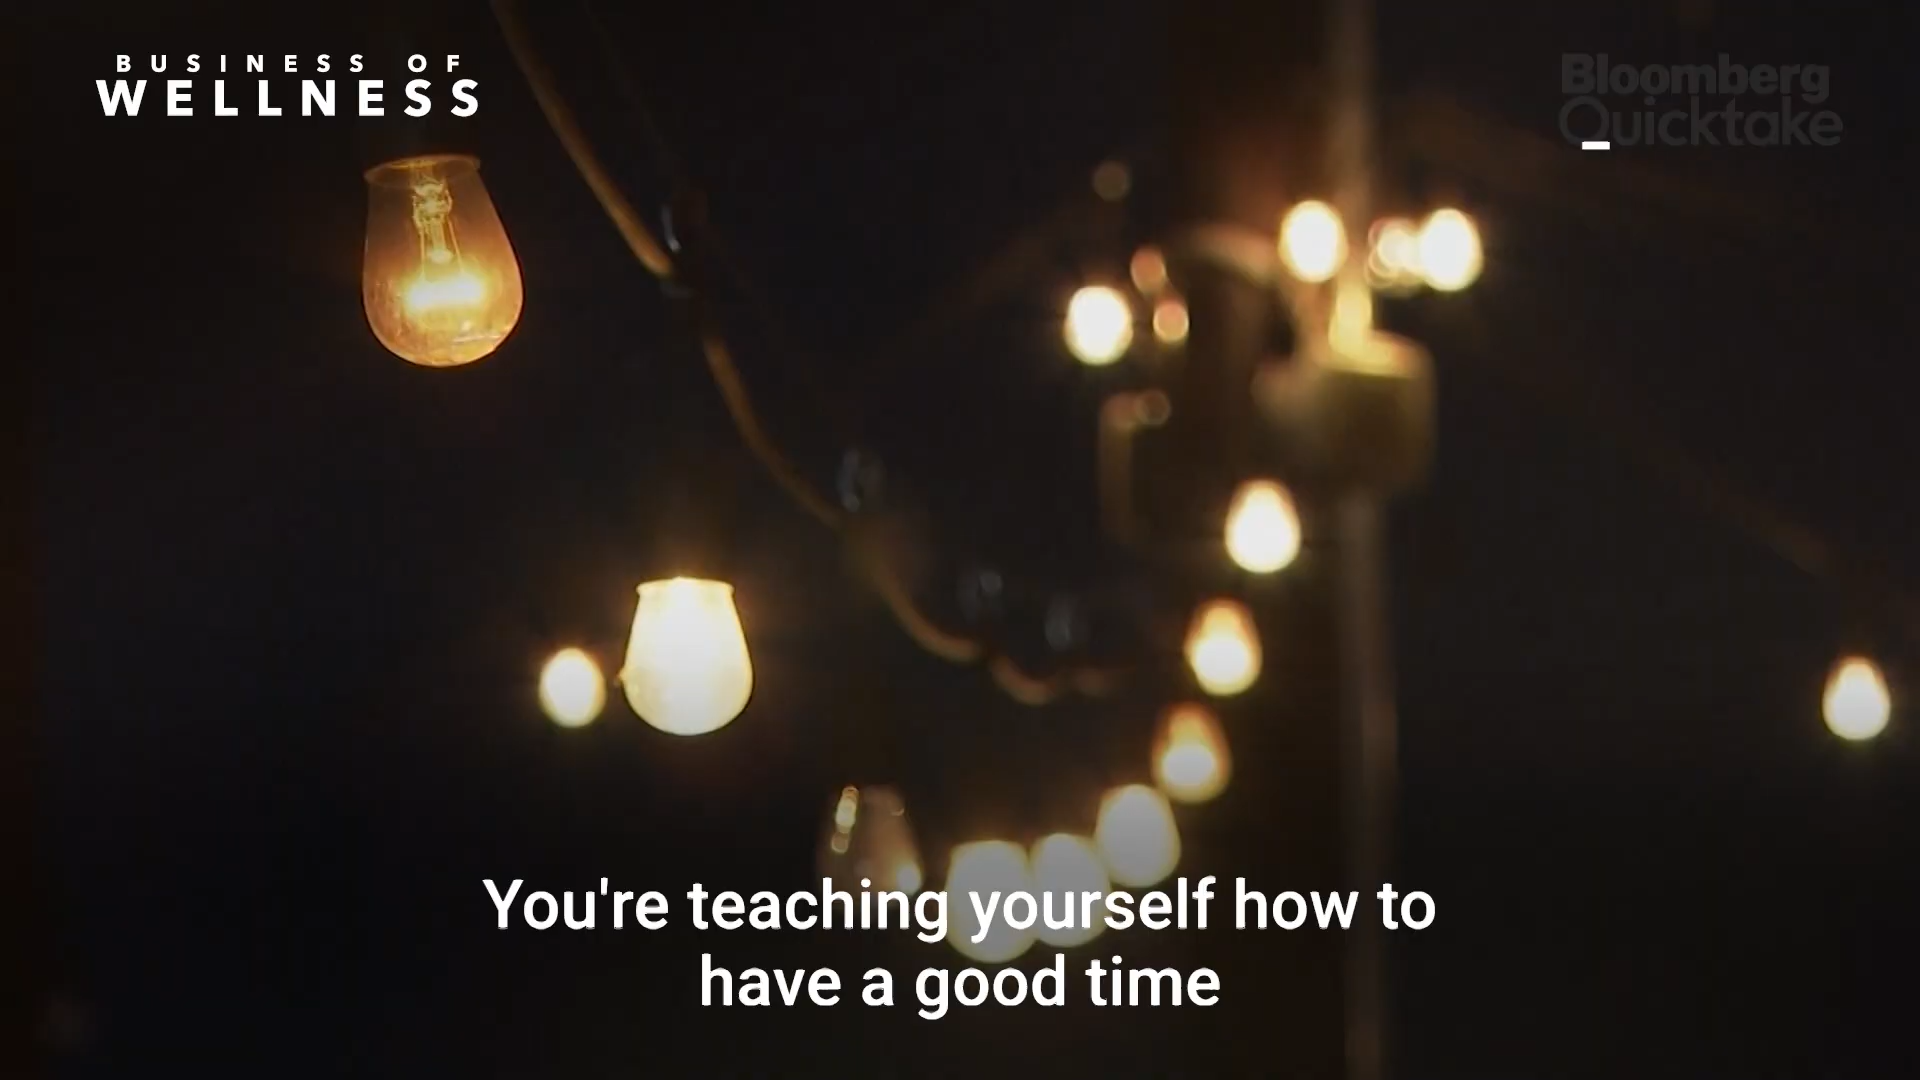 BUSINESS OF
WELLNESS
Bloomberg
Quicktake
You're teaching yourself how to
have a good time